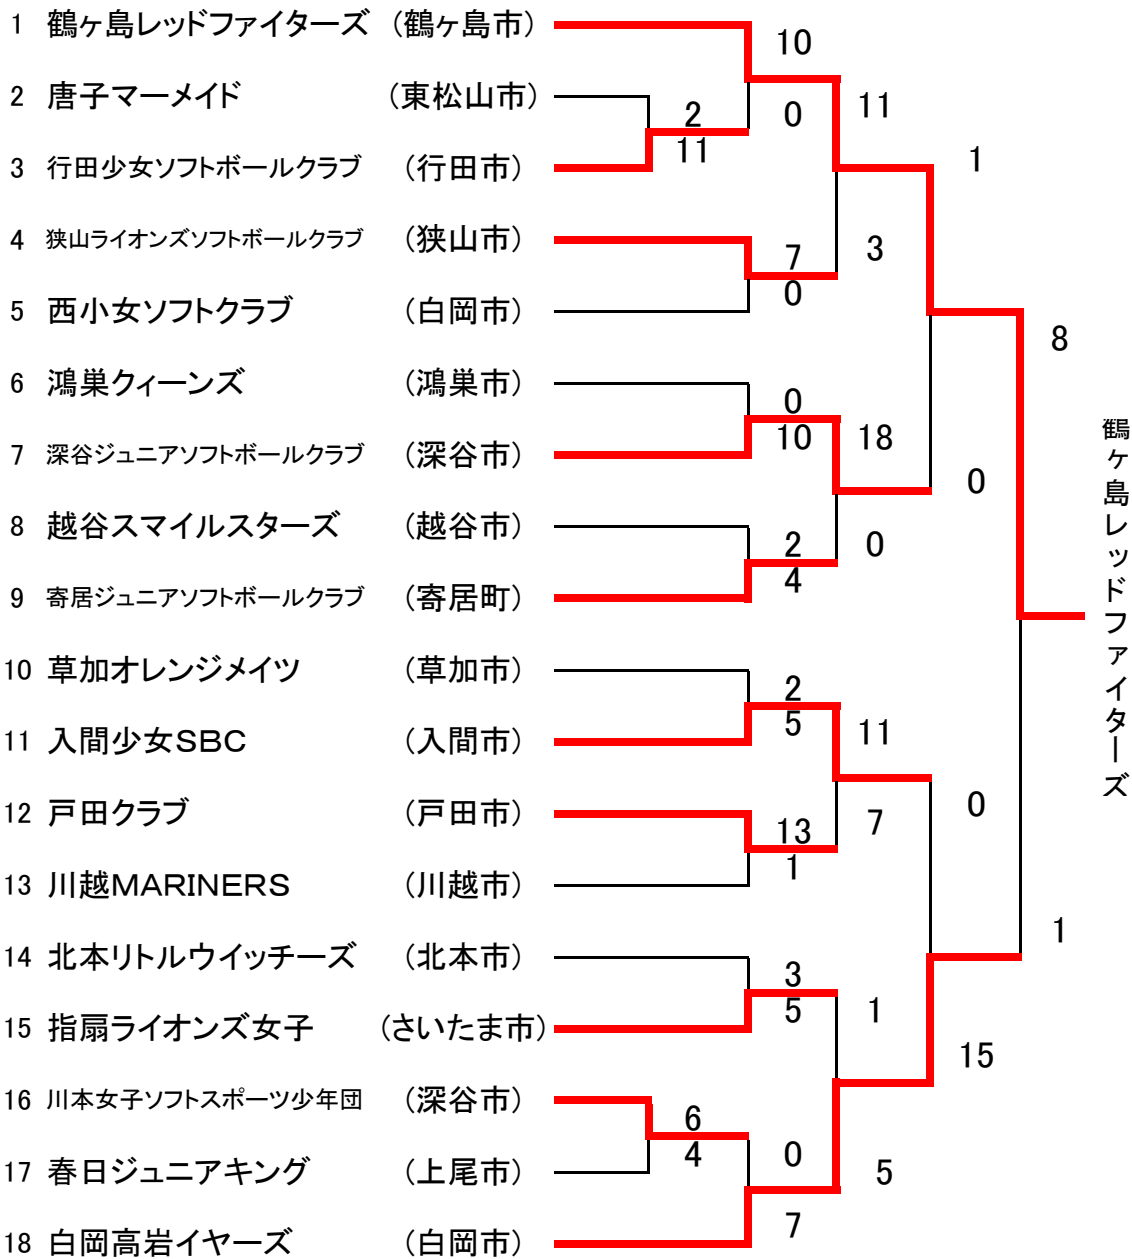 1 鶴ヶ島レッドファイターズ (鶴ヶ島市)
10
2 唐子マーメイド (東松山市)
2
0
11
11
3 行田少女ソフトボールクラブ (行田市)
1
4 狭山ライオンズソフトボールクラブ (狭山市)
7
3
0
5 西小女ソフトクラブ (白岡市)
8
6 鴻巣クィーンズ (鴻巣市)
0
10
18
7 深谷ジュニアソフトボールクラブ (深谷市)
0
8 越谷スマイルスターズ (越谷市)
2
0
4
9 寄居ジュニアソフトボールクラブ (寄居町)
鶴ヶ島レッドファイターズ
10 草加オレンジメイツ (草加市)
2
5
11
11 入間少女SBC (入間市)
0
12 戸田クラブ (戸田市)
13
7
1
13 川越MARINERS (川越市)
1
14 北本リトルウイッチーズ (北本市)
3
5
1
15 指扇ライオンズ女子 (さいたま市)
15
16 川本女子ソフトスポーツ少年団 (深谷市)
6
4
0
5
17 春日ジュニアキング (上尾市)
7
18 白岡高岩イヤーズ (白岡市)